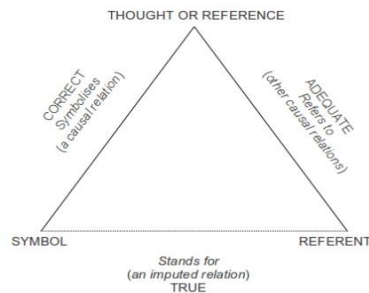 THOUGHT OR REFERENCE
CORRECT
Symbolises
(a causal relation)
ADEQUATE
Refers to
(other causal relations)
SYMBOL
REFERENT
Stands for
(an imputed relation)
TRUE